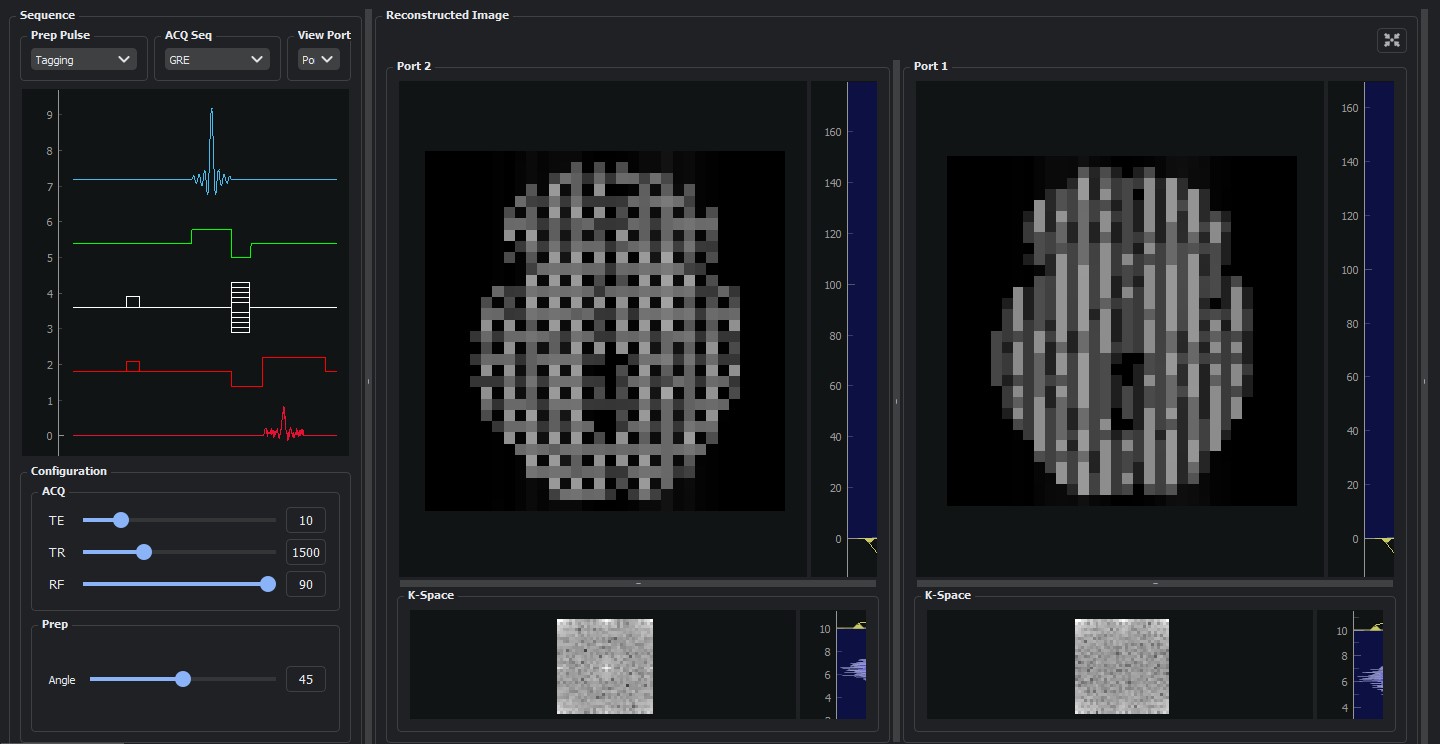 Sequence
Prep Pulse
ACQ Seq
View Port
Tagging
GRE
Po
9
8
7
6
5
4
3
2
1
0
Configuration
ACQ
TE
10
TR
1500
RF
90
Prep
Angle
45
Reconstructed Image
Port 2
160
140
120
100
80
60
40
20
0
K-Space
10
8
6
4
Port 1
160
140
120
100
80
60
40
20
0
K-Space
10
8
6
4